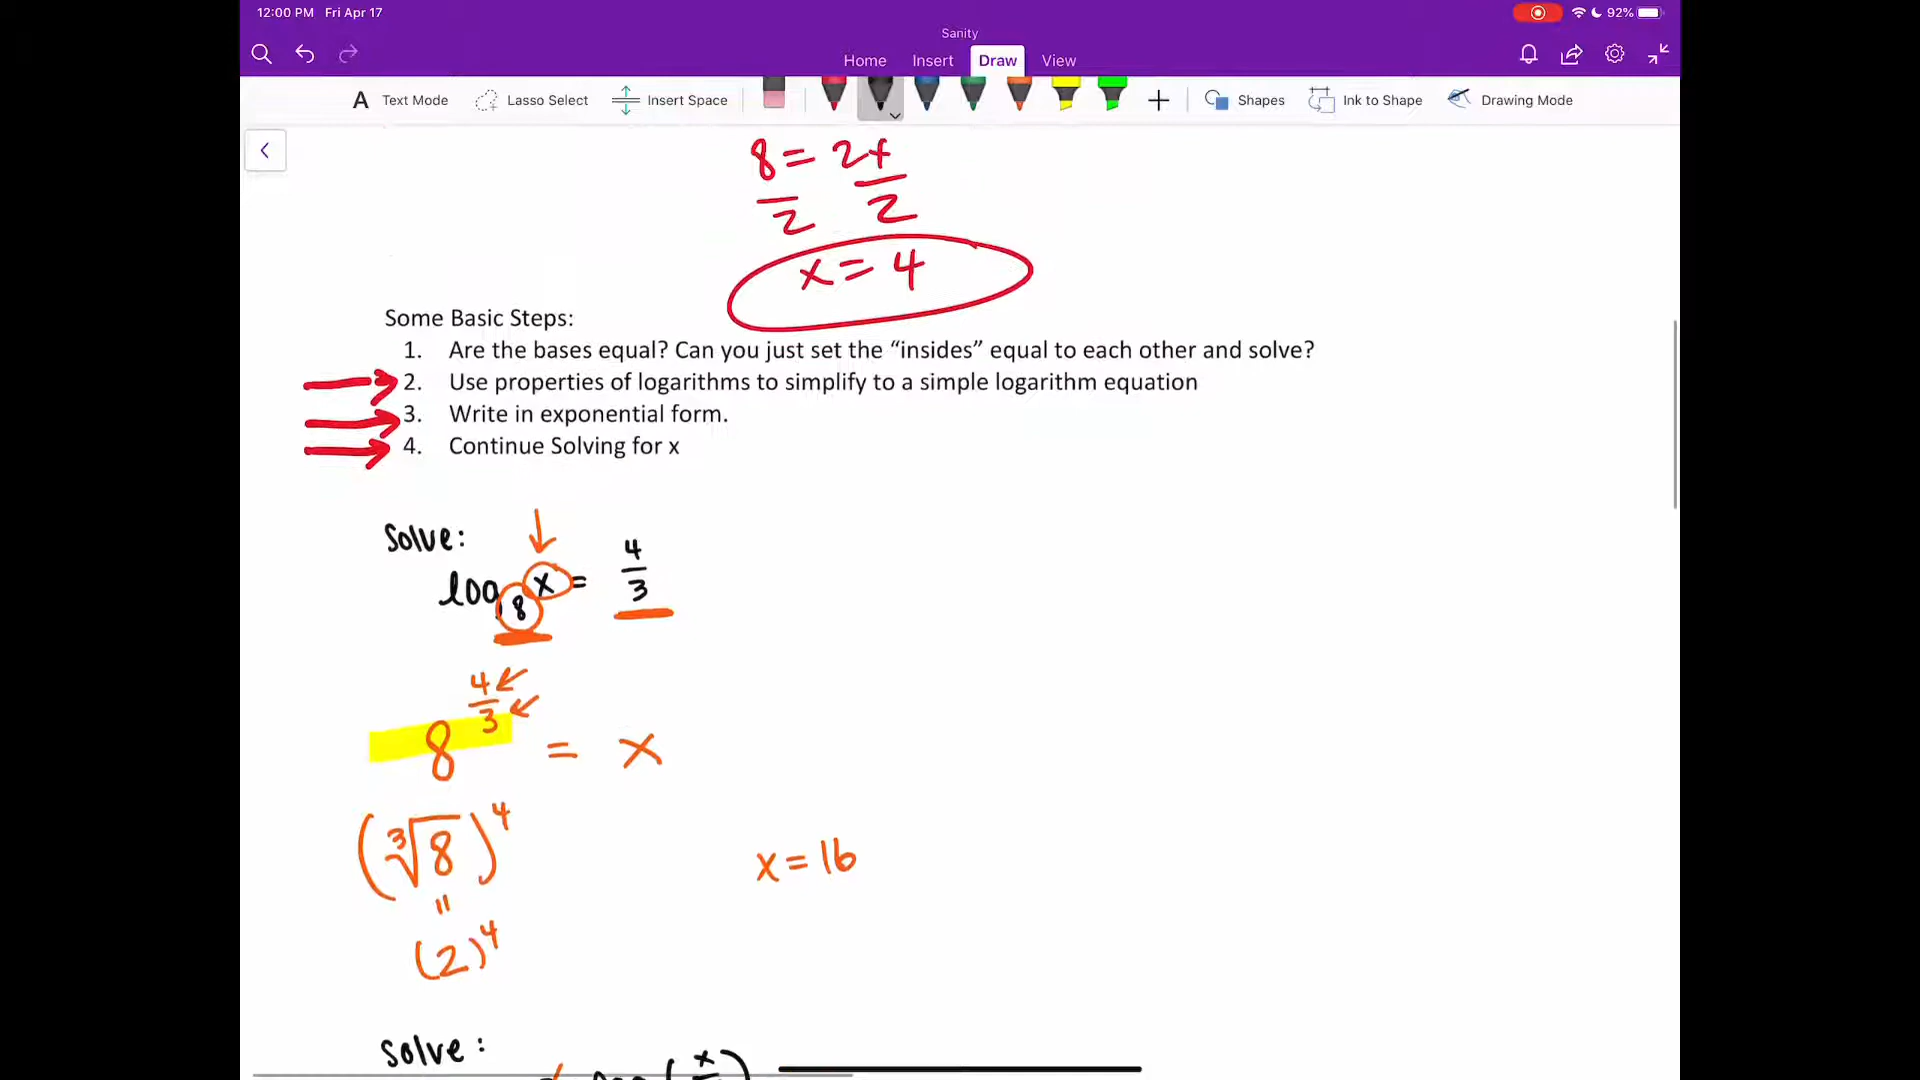 12:00 PM Fri Apr 17
92%
Sanity
Home Insert Draw View
A Text Mode Lasso Select Insert Space Shapes Ink to Shape Drawing Mode
8 = 2x
2 2
x = 4
Some Basic Steps:
1. Are the bases equal? Can you just set the “insides” equal to each other and solve?
2. Use properties of logarithms to simplify to a simple logarithm equation
3. Write in exponential form.
4. Continue Solving for x
Solve:
log₈ x = 4/3
8^(4/3) = x
(∛8)⁴
x = 16
=
(2)⁴
Solve: